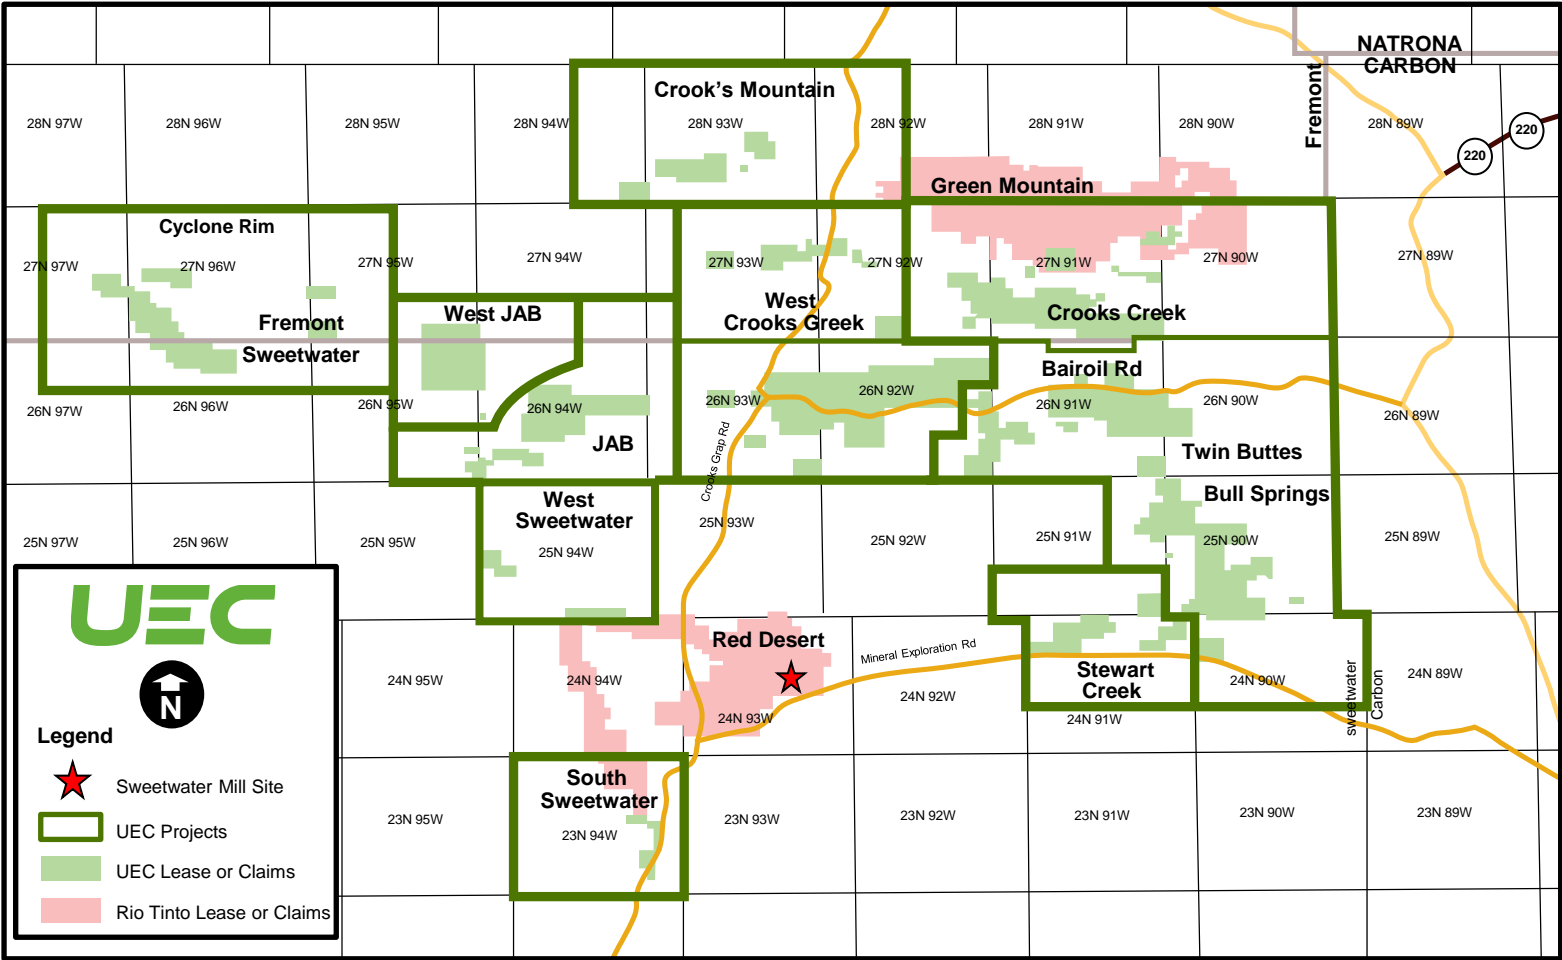 NATRONA
CARBON
Fremont
Crook's Mountain
28N 97W
28N 96W
28N 95W
28N 94W
28N 93W
28N 92W
28N 91W
28N 90W
28N 89W
220
220
Green Mountain
Cyclone Rim
27N 97W
27N 96W
27N 95W
27N 94W
27N 93W
27N 92W
27N 91W
27N 90W
27N 89W
West JAB
West
Crooks Greek
Crooks Creek
Fremont
Sweetwater
Bairoil Rd
26N 97W
26N 96W
26N 95W
26N 94W
26N 93W
26N 92W
26N 91W
26N 90W
26N 89W
JAB
Crooks Grap Rd
Twin Buttes
Bull Springs
West
Sweetwater
25N 97W
25N 96W
25N 95W
25N 94W
25N 93W
25N 92W
25N 91W
25N 90W
25N 89W
Red Desert
Mineral Exploration Rd
Stewart
Creek
24N 95W
24N 94W
24N 93W
24N 92W
24N 91W
24N 90W
24N 89W
sweetwater
Carbon
South
Sweetwater
23N 95W
23N 94W
23N 93W
23N 92W
23N 91W
23N 90W
23N 89W
UEC
N
Legend
Sweetwater Mill Site
UEC Projects
UEC Lease or Claims
Rio Tinto Lease or Claims